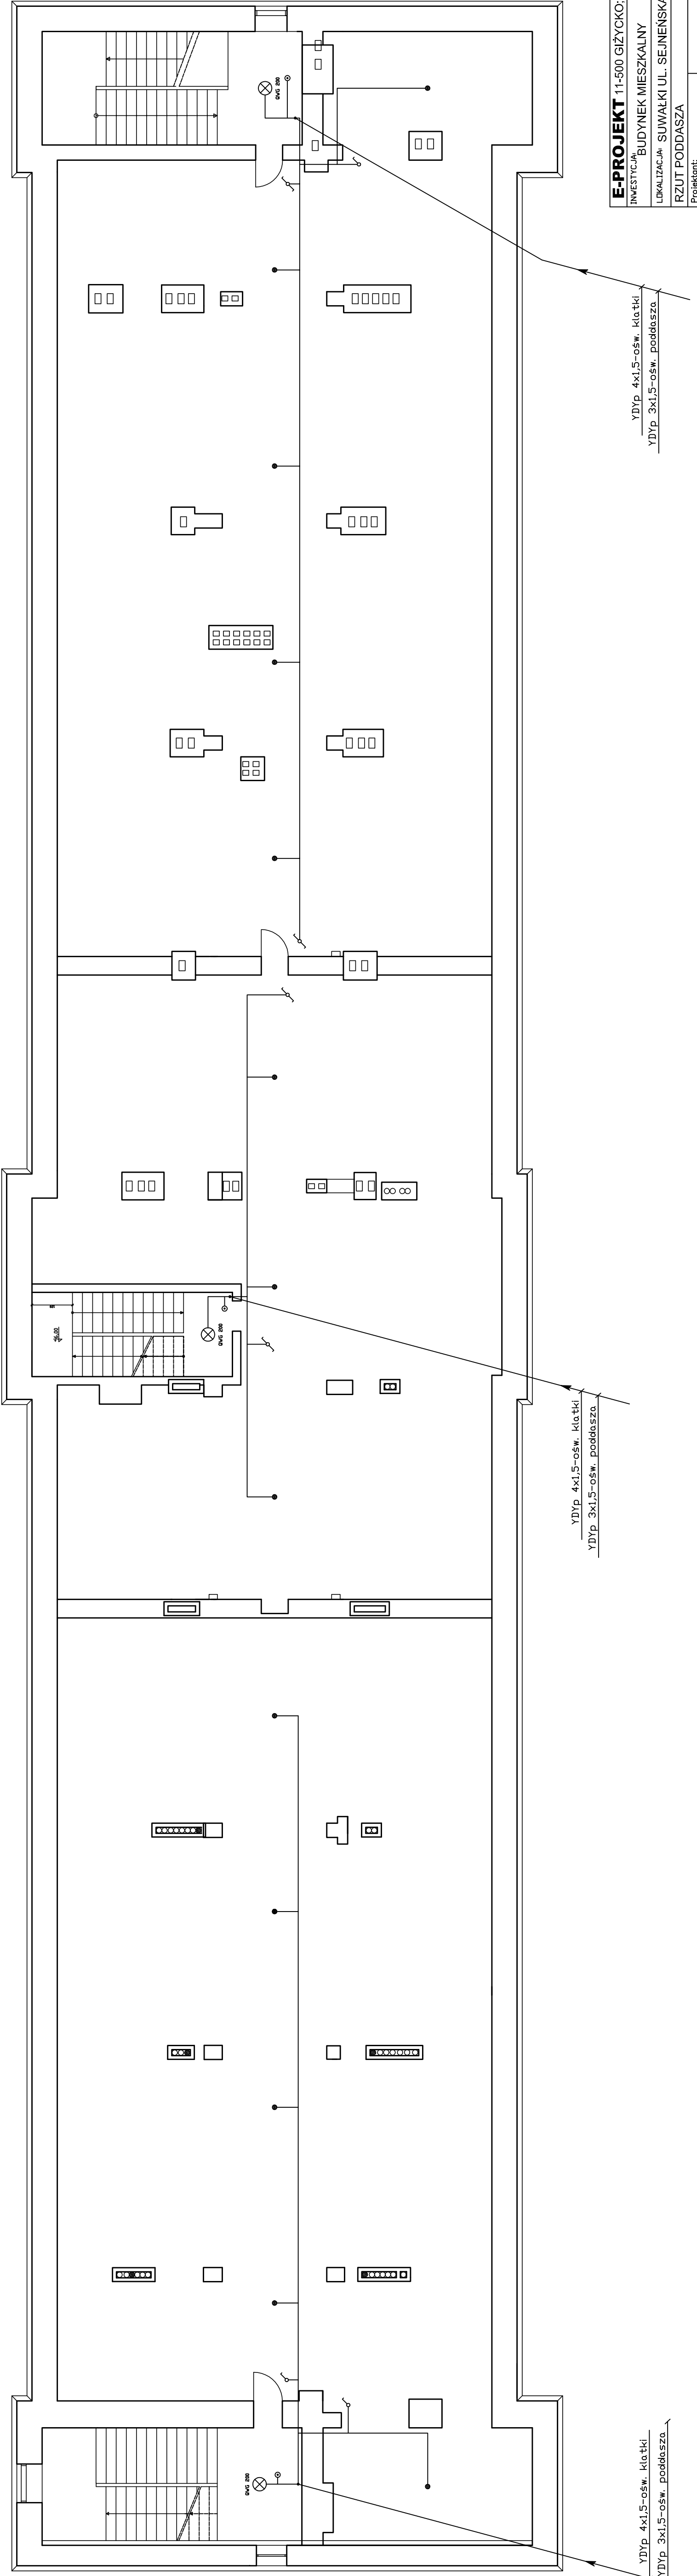 E-PROJEKT 11-500 GIŻYCKO;
INWESTYCJA:
BUDYNEK MIESZKALNY
LOKALIZACJA: SUWAŁKI UL. SEJNEŃSKA
RZUT PODDASZA
Projektant:
YDYp 4x1,5-ośw. klatki
YDYp 3x1,5-ośw. poddasza
YDYp 4x1,5-ośw. klatki
YDYp 3x1,5-ośw. poddasza
YDYp 4x1,5-ośw. klatki
YDYp 3x1,5-ośw. poddasza